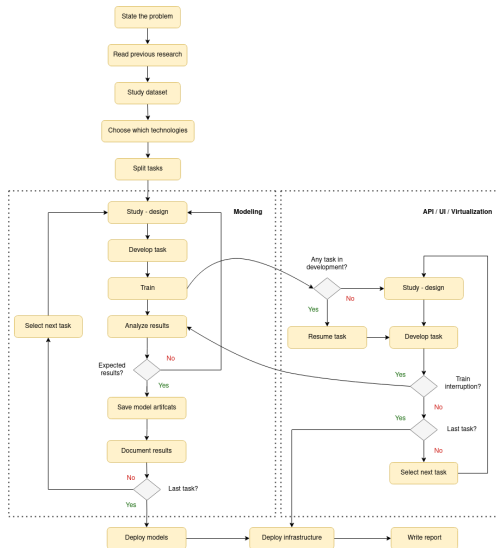 State the problem
Read previous research
Study dataset
Choose which technologies
Split tasks
Modeling
API / UI / Virtualization
Study - design
Develop task
Train
Analyze results
Select next task
Expected
results?
No
Yes
Save model artifcats
Document results
No
Last task?
Yes
Any task in
development?
No
Yes
Study - design
Resume task
Develop task
Yes
Train
interruption?
No
Yes
Last task?
No
Select next task
Deploy models
Deploy infrastructure
Write report